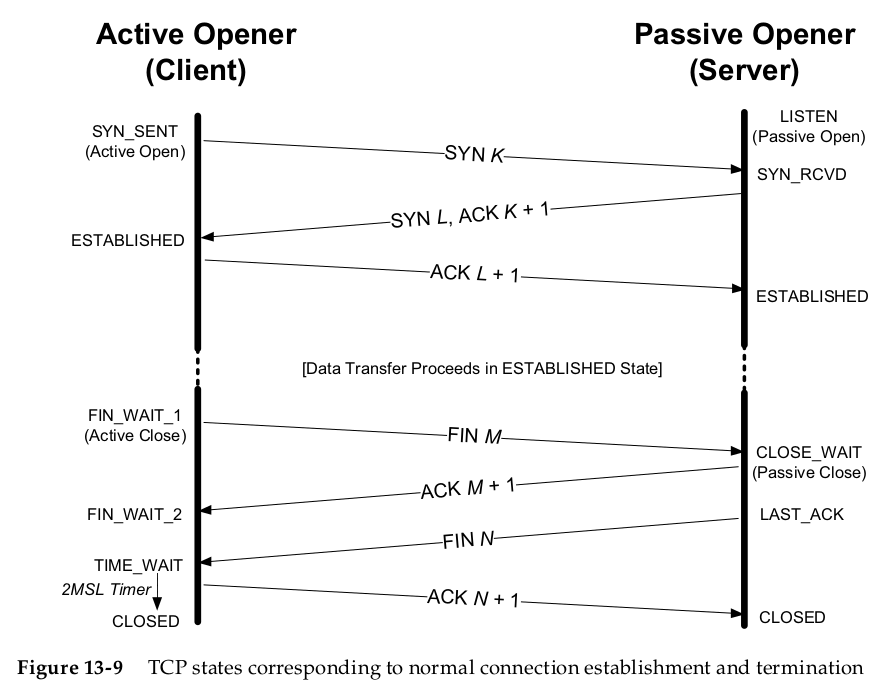 Active Opener
(Client)
Passive Opener
(Server)
SYN_SENT
(Active Open)
LISTEN
(Passive Open)
SYN K
SYN_RCVD
SYN L, ACK K + 1
ESTABLISHED
ACK L + 1
ESTABLISHED
[Data Transfer Proceeds in ESTABLISHED State]
FIN_WAIT_1
(Active Close)
FIN M
CLOSE_WAIT
(Passive Close)
ACK M + 1
FIN_WAIT_2
LAST_ACK
FIN N
TIME_WAIT
2MSL Timer
ACK N + 1
CLOSED
CLOSED
Figure 13-9 TCP states corresponding to normal connection establishment and termination